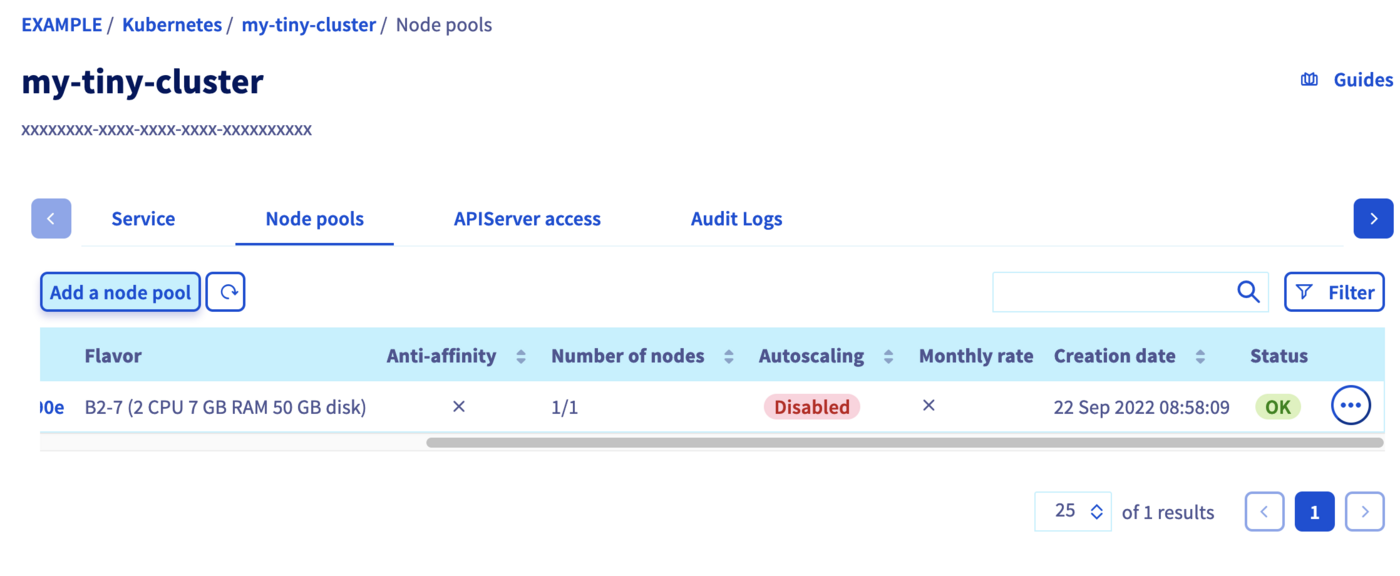 EXAMPLE / Kubernetes / my-tiny-cluster / Node pools
my-tiny-cluster
Guides
xxxxxxxx-xxxx-xxxx-xxxx-xxxxxxxxxx
Service Node pools APIServer access Audit Logs
Add a node pool
Filter
Flavor Anti-affinity Number of nodes Autoscaling Monthly rate Creation date Status
B2-7 (2 CPU 7 GB RAM 50 GB disk) 1/1 Disabled 22 Sep 2022 08:58:09 OK
25 of 1 results 1